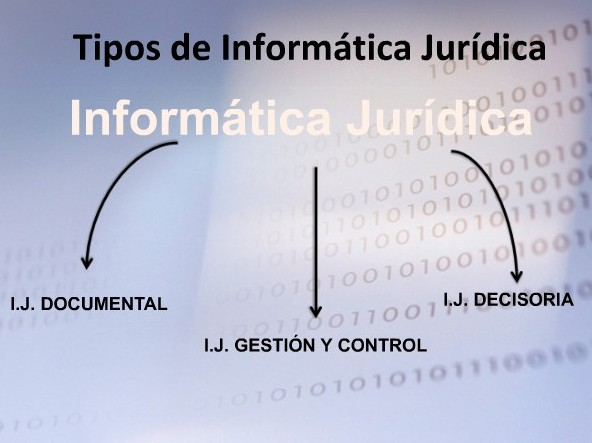 Tipos de Informática Jurídica
Informática Jurídica
I.J. DOCUMENTAL
I.J. DECISORIA
I.J. GESTIÓN Y CONTROL